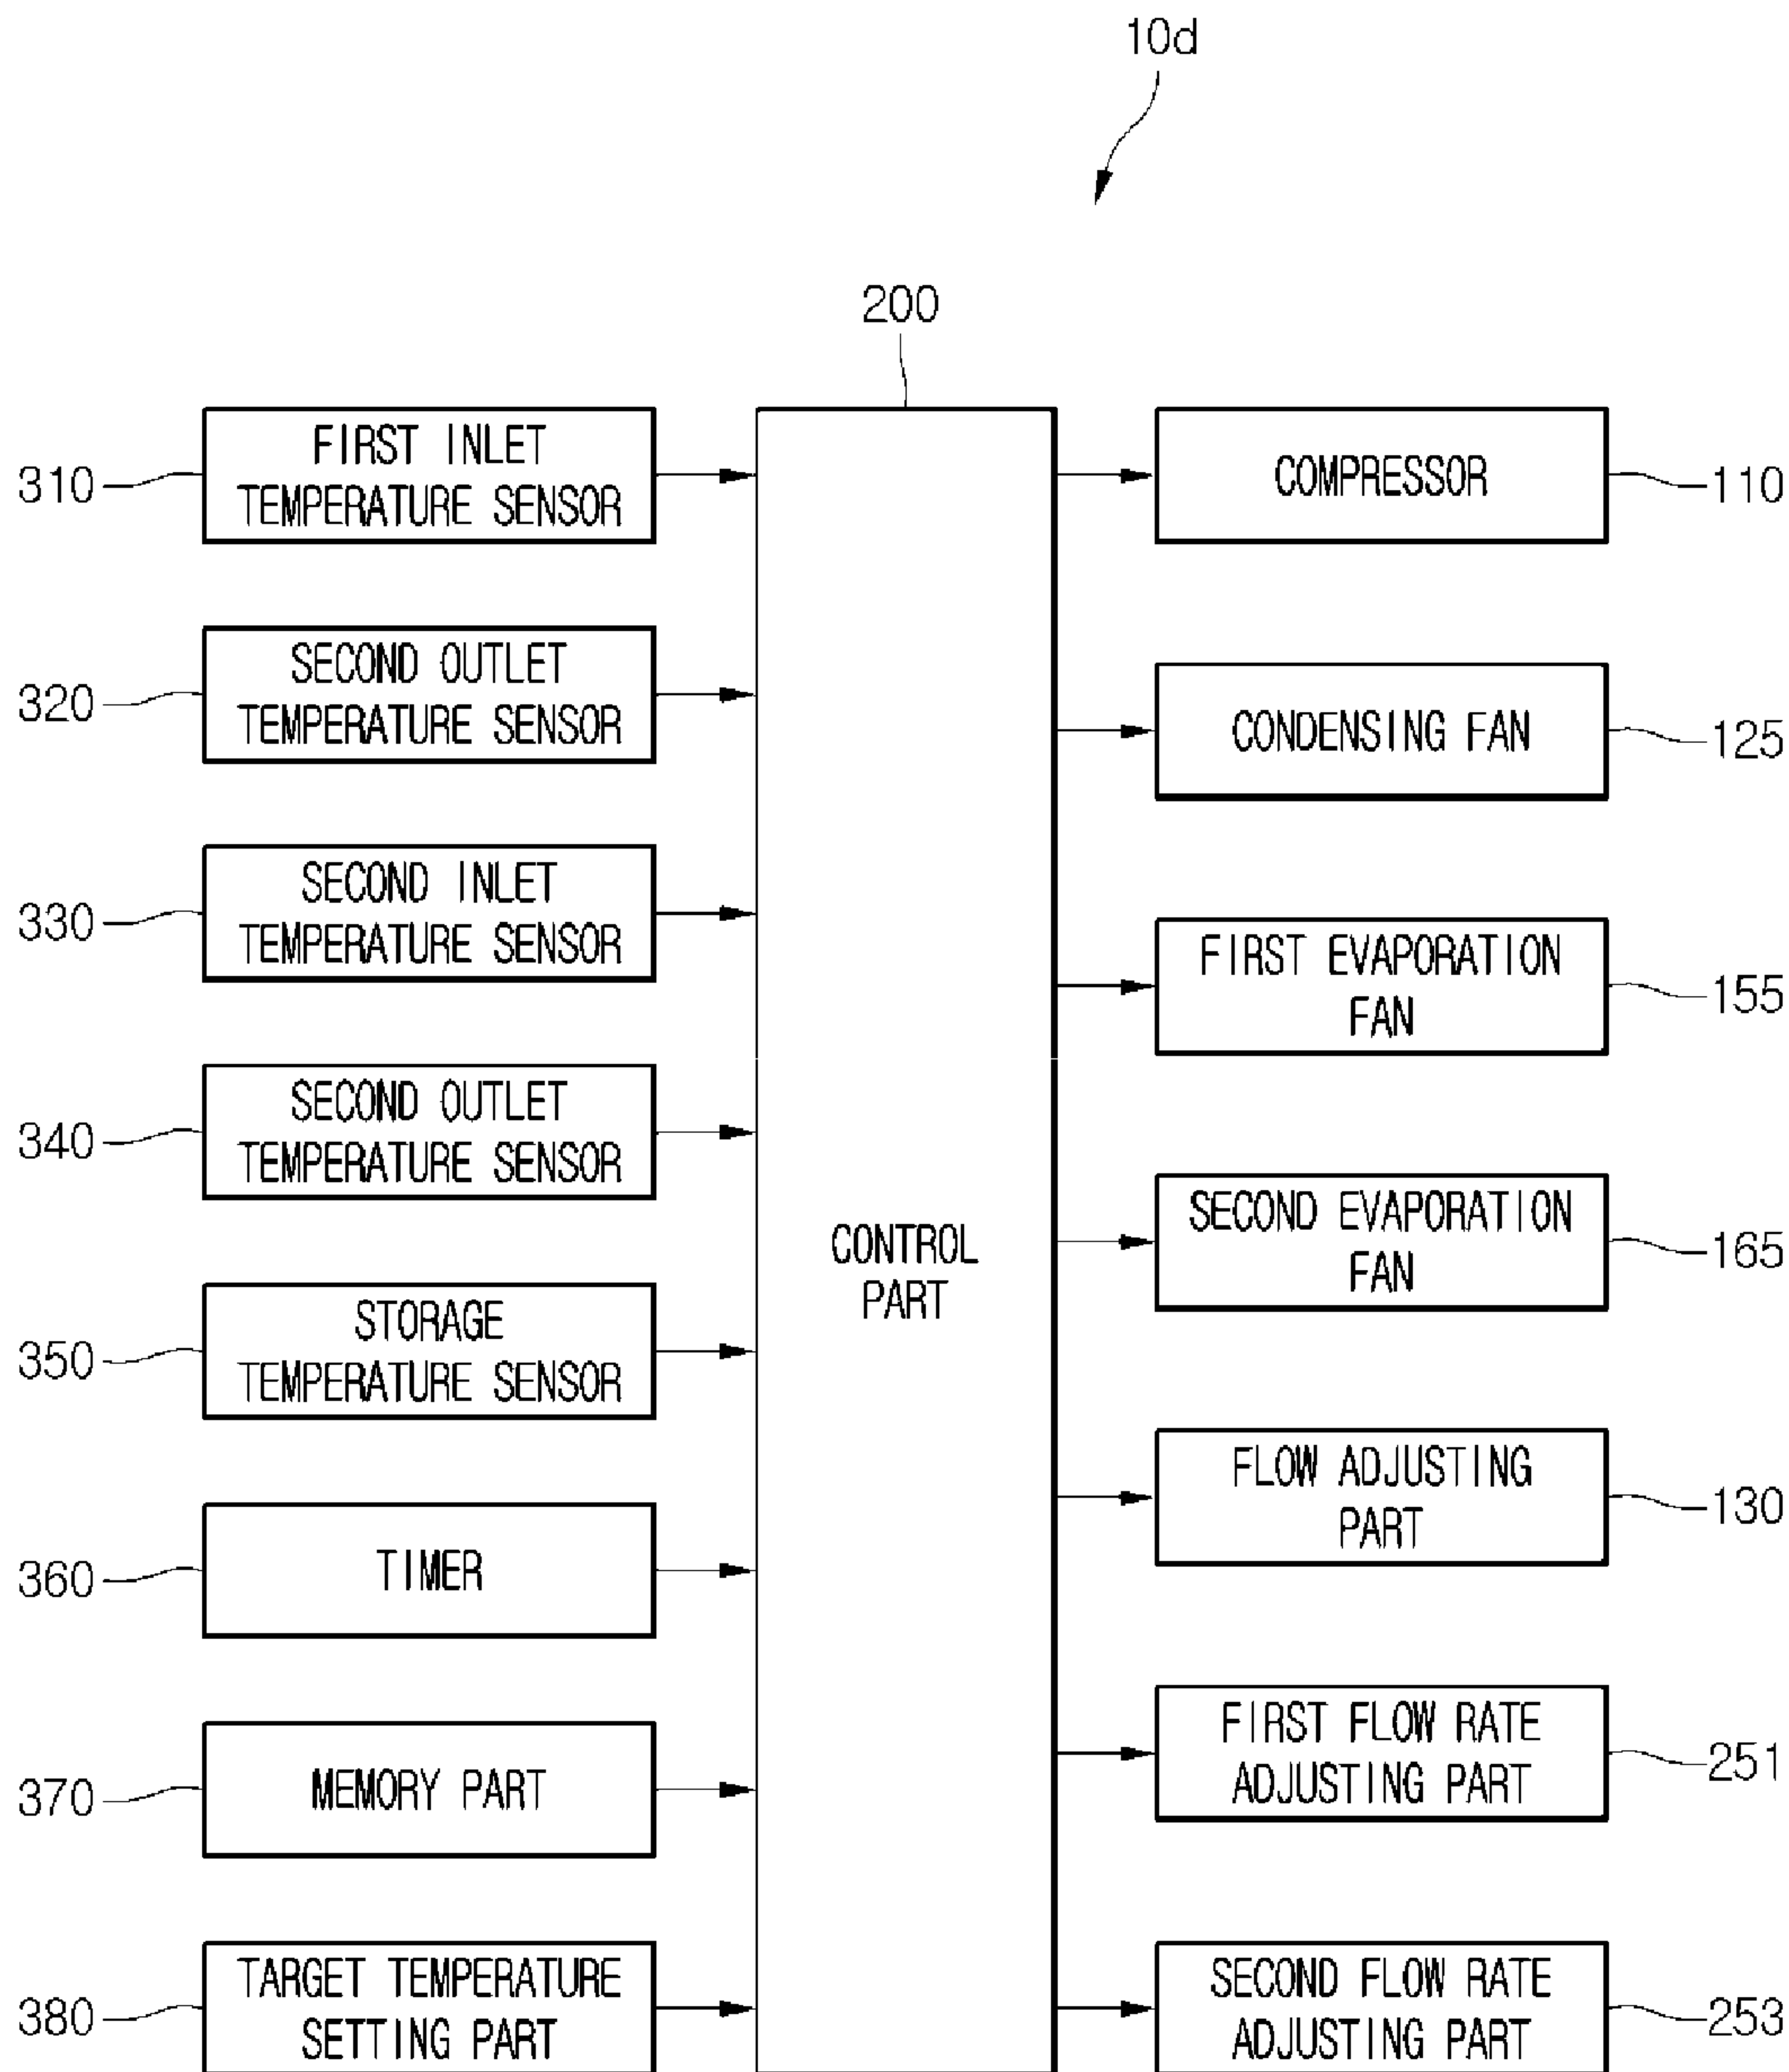 10d
200
310
FIRST INLET
TEMPERATURE SENSOR
320
SECOND OUTLET
TEMPERATURE SENSOR
330
SECOND INLET
TEMPERATURE SENSOR
340
SECOND OUTLET
TEMPERATURE SENSOR
350
STORAGE
TEMPERATURE SENSOR
360
TIMER
370
MEMORY PART
380
TARGET TEMPERATURE
SETTING PART
CONTROL
PART
COMPRESSOR
110
CONDENSING FAN
125
FIRST EVAPORATION
FAN
155
SECOND EVAPORATION
FAN
165
FLOW ADJUSTING
PART
130
FIRST FLOW RATE
ADJUSTING PART
251
SECOND FLOW RATE
ADJUSTING PART
253